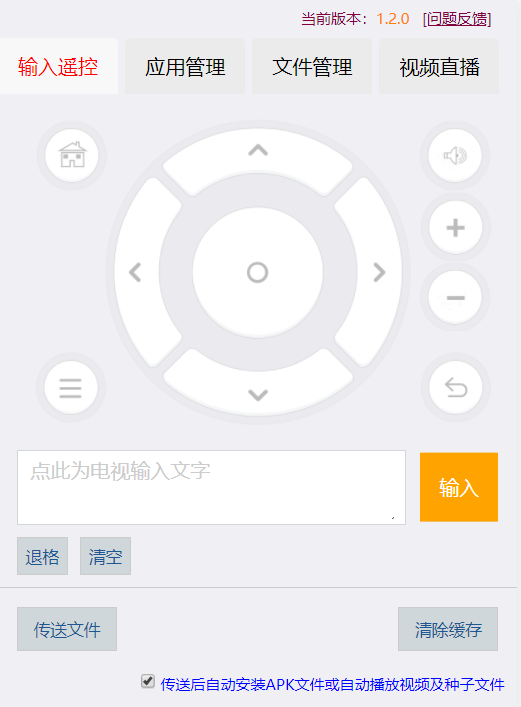 当前版本：1.2.0 [问题反馈]
输入遥控 应用管理 文件管理 视频直播
点此为电视输入文字
输入
退格 清空
传送文件 清除缓存
传送后自动安装APK文件或自动播放视频及种子文件